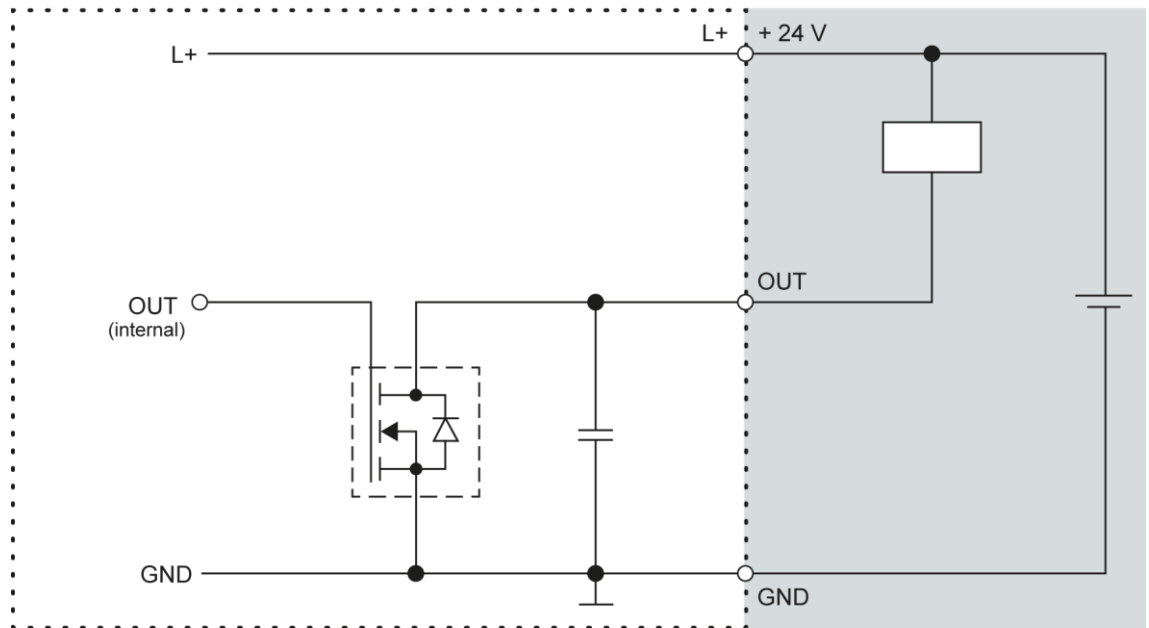 L+ + 24 V
L+
OUT
OUT
(internal)
GND
GND